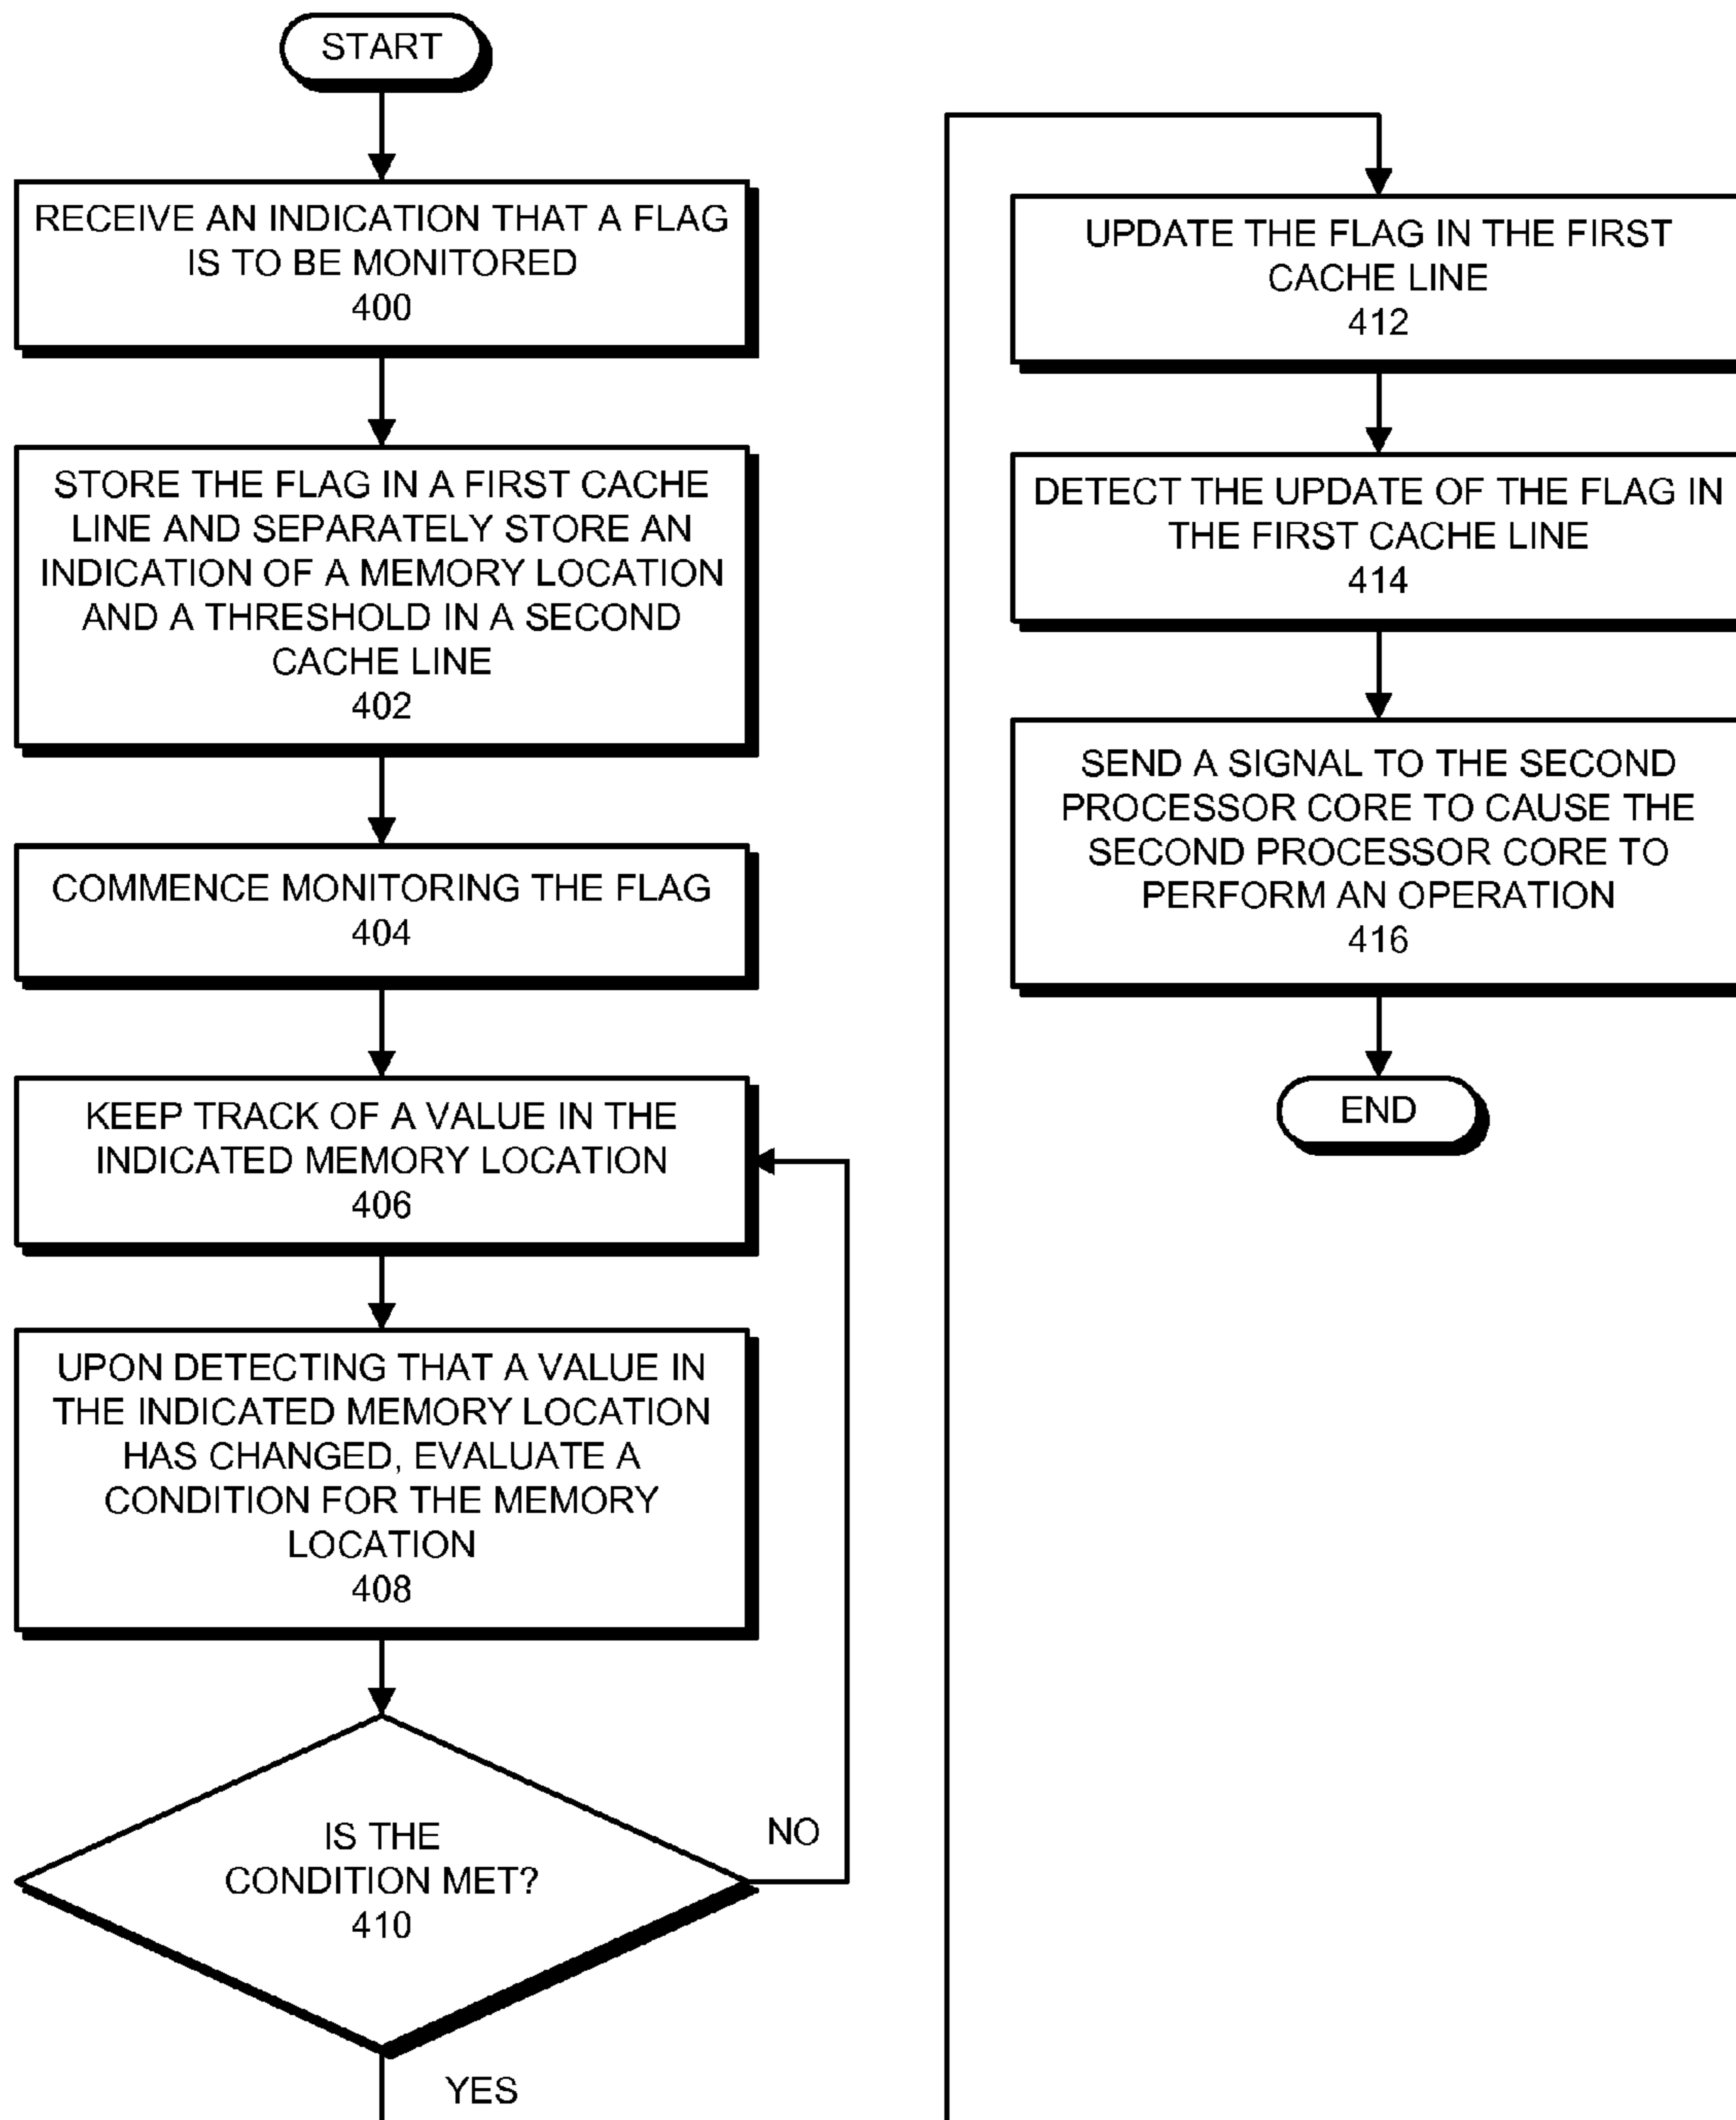 START
RECEIVE AN INDICATION THAT A FLAG
IS TO BE MONITORED
400
STORE THE FLAG IN A FIRST CACHE
LINE AND SEPARATELY STORE AN
INDICATION OF A MEMORY LOCATION
AND A THRESHOLD IN A SECOND
CACHE LINE
402
COMMENCE MONITORING THE FLAG
404
KEEP TRACK OF A VALUE IN THE
INDICATED MEMORY LOCATION
406
UPON DETECTING THAT A VALUE IN
THE INDICATED MEMORY LOCATION
HAS CHANGED, EVALUATE A
CONDITION FOR THE MEMORY
LOCATION
408
IS THE
CONDITION MET?
410
NO
YES
UPDATE THE FLAG IN THE FIRST
CACHE LINE
412
DETECT THE UPDATE OF THE FLAG IN
THE FIRST CACHE LINE
414
SEND A SIGNAL TO THE SECOND
PROCESSOR CORE TO CAUSE THE
SECOND PROCESSOR CORE TO
PERFORM AN OPERATION
416
END